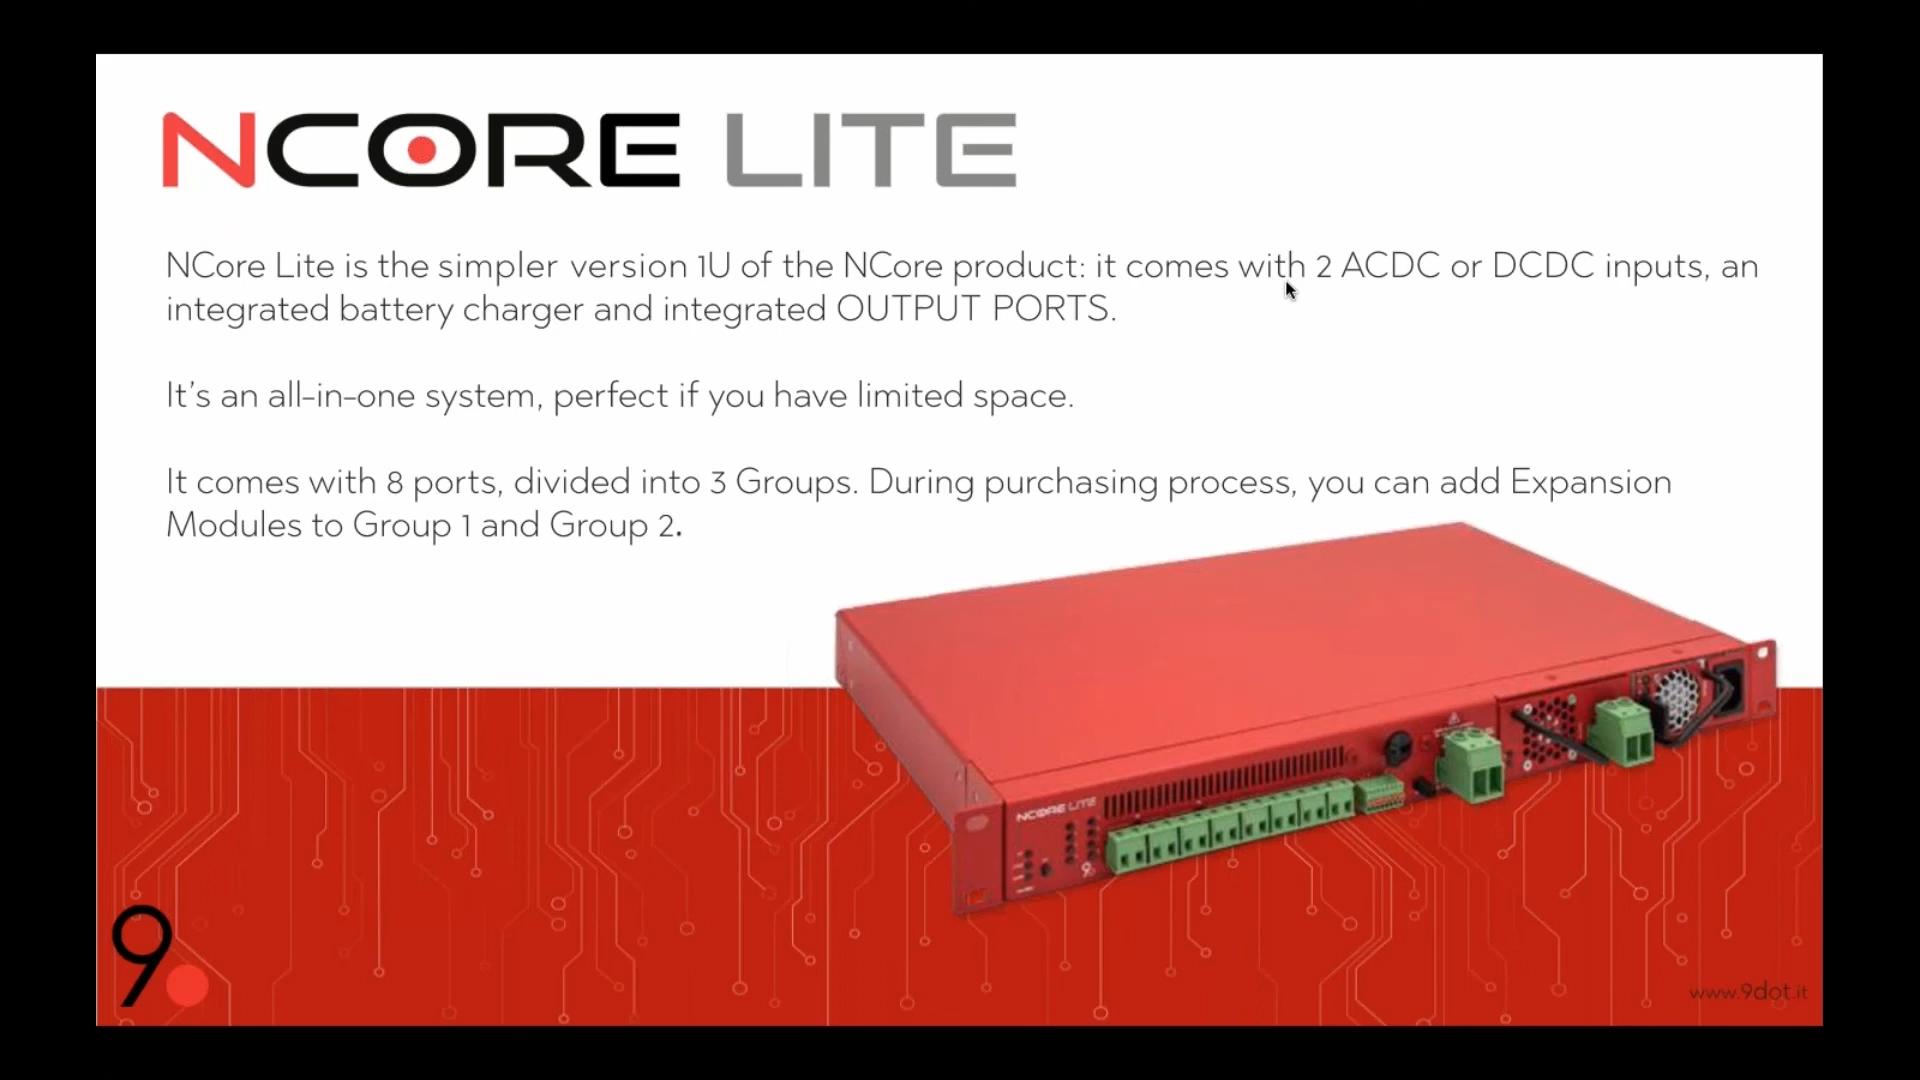 NCORE LITE
NCore Lite is the simpler version 1U of the NCore product: it comes with 2 ACDC or DCDC inputs, an
integrated battery charger and integrated OUTPUT PORTS.
It's an all-in-one system, perfect if you have limited space.
It comes with 8 ports, divided into 3 Groups. During purchasing process, you can add Expansion
Modules to Group 1 and Group 2.
NCORE LITE
9.
9.
www.9dot.it